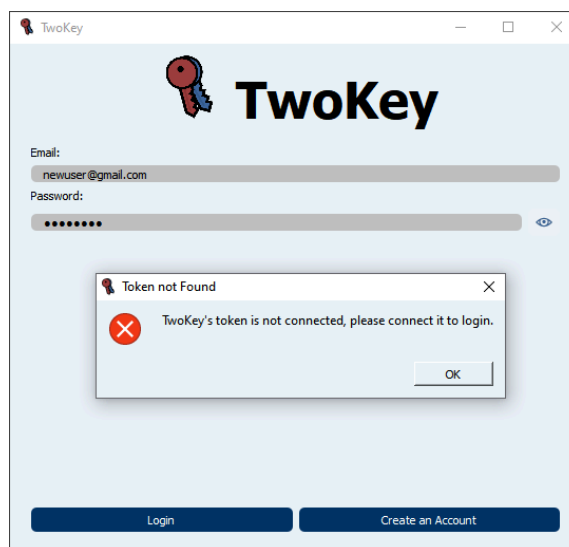 TwoKey
TwoKey
Email:
newuser@gmail.com
Password:
••••••••
Token not Found
TwoKey's token is not connected, please connect it to login.
OK
Login
Create an Account